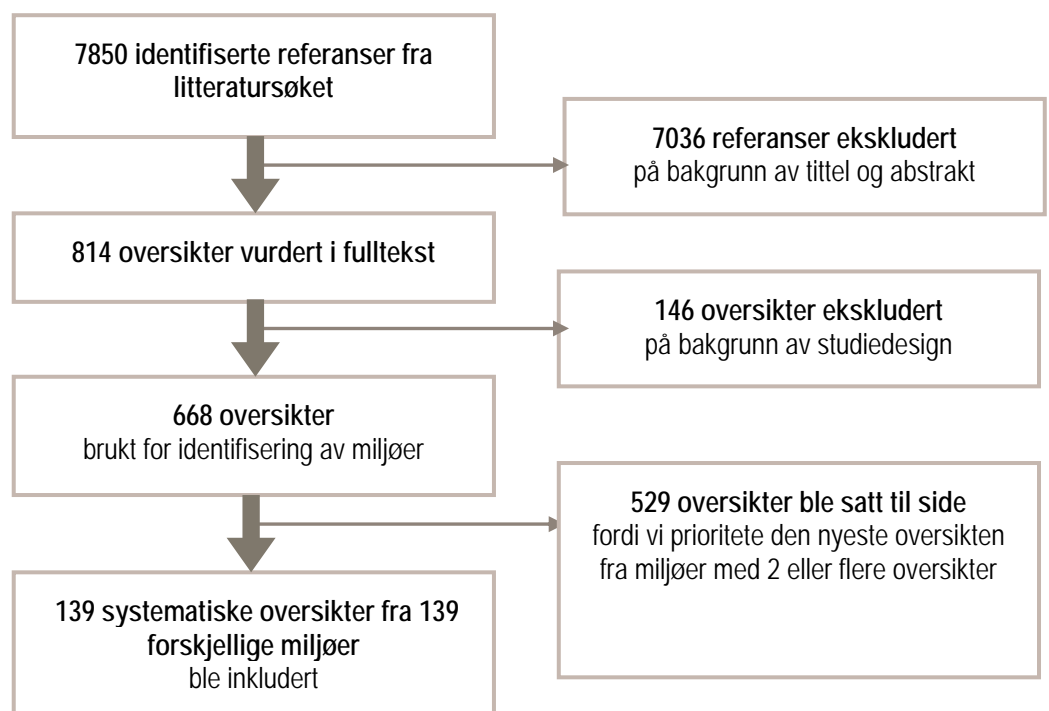 7850 identifiserte referanser fra
litteratursøket
7036 referanser ekskludert
på bakgrunn av tittel og abstrakt
814 oversikter vurdert i fulltekst
146 oversikter ekskludert
på bakgrunn av studiedesign
668 oversikter
brukt for identifisering av miljøer
529 oversikter ble satt til side
fordi vi prioritete den nyeste oversikten
fra miljøer med 2 eller flere oversikter
139 systematiske oversikter fra 139
forskjellige miljøer
ble inkludert